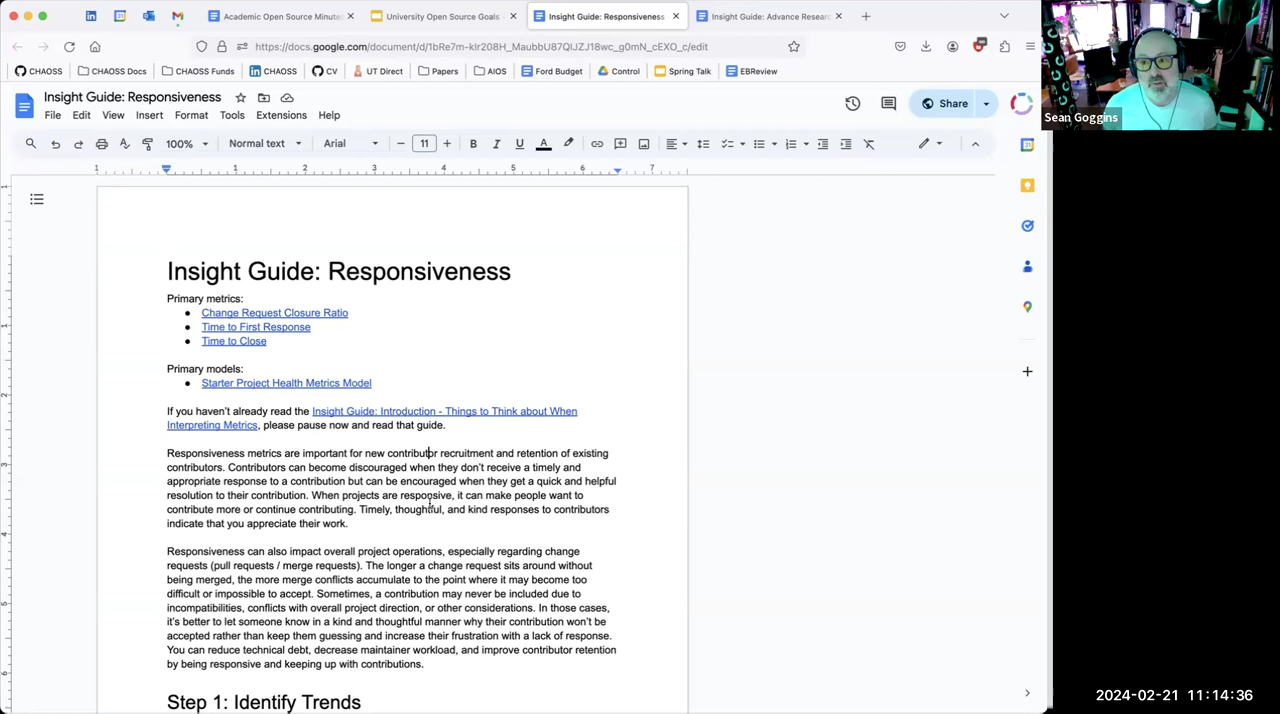 Academic Open Source Minute
University Open Source Goals
Insight Guide: Responsiveness
Insight Guide: Advance Resear
https://docs.google.com/document/d/1bRe7m-klr208H_MaubbU87QIJZJ18wc_g0mN_cEXO_c/edit
CHAOSS
CHAOSS Docs
CHAOSS Funds
CHAOSS
CV
UT Direct
Papers
AIOS
Ford Budget
Control
Spring Talk
EBReview
Sean Goggins
Insight Guide: Responsiveness
File Edit View Insert Format Tools Extensions Help
Share
100% Normal text Arial 11
1 1 2 3 4 5 6 7
Insight Guide: Responsiveness
Primary metrics:
Change Request Closure Ratio
Time to First Response
Time to Close
Primary models:
Starter Project Health Metrics Model
If you haven't already read the Insight Guide: Introduction - Things to Think about When
Interpreting Metrics, please pause now and read that guide.
Responsiveness metrics are important for new contributor recruitment and retention of existing
contributors. Contributors can become discouraged when they don't receive a timely and
appropriate response to a contribution but can be encouraged when they get a quick and helpful
resolution to their contribution. When projects are responsive, it can make people want to
contribute more or continue contributing. Timely, thoughtful, and kind responses to contributors
indicate that you appreciate their work.
Responsiveness can also impact overall project operations, especially regarding change
requests (pull requests / merge requests). The longer a change request sits around without
being merged, the more merge conflicts accumulate to the point where it may become too
difficult or impossible to accept. Sometimes, a contribution may never be included due to
incompatibilities, conflicts with overall project direction, or other considerations. In those cases,
it's better to let someone know in a kind and thoughtful manner why their contribution won't be
accepted rather than keep them guessing and increase their frustration with a lack of response.
You can reduce technical debt, decrease maintainer workload, and improve contributor retention
by being responsive and keeping up with contributions.
Step 1: Identify Trends
2024-02-21 11:14:36